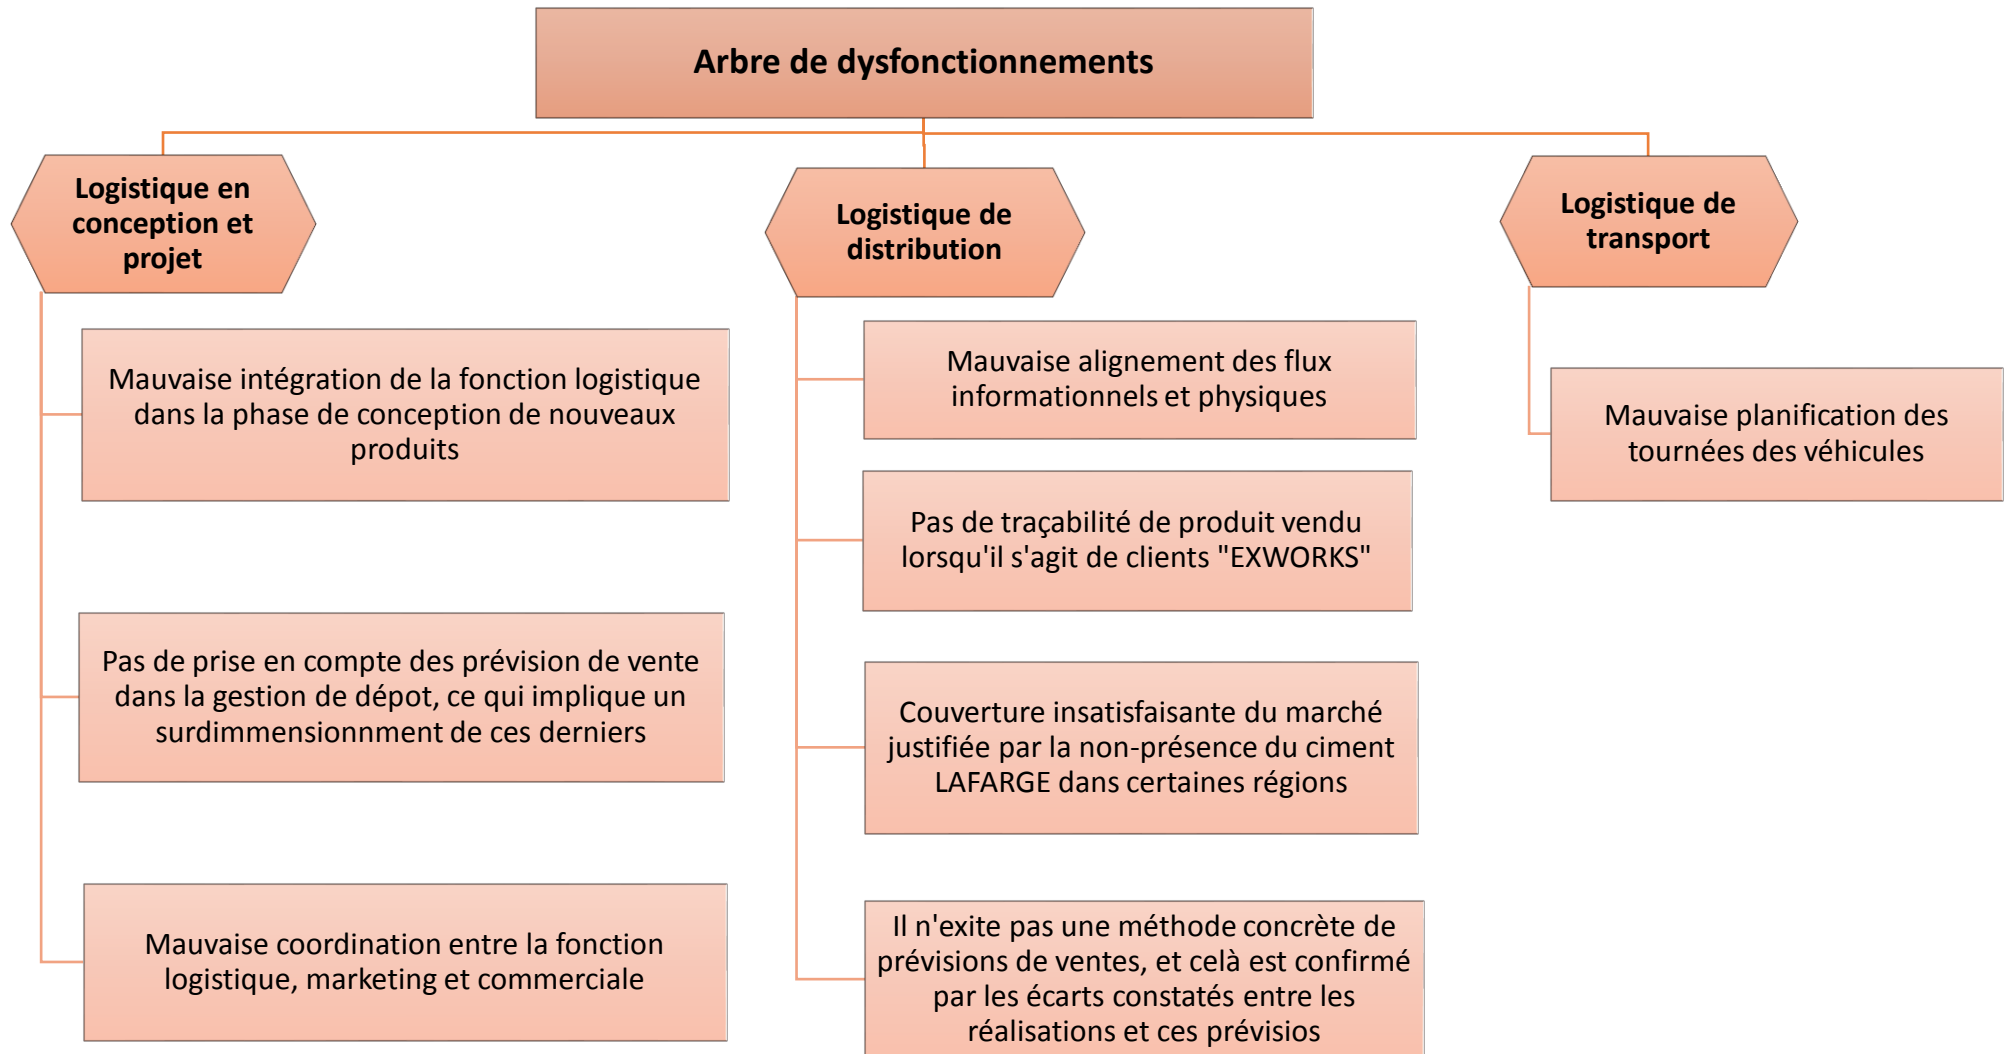 Arbre de dysfonctionnements
Logistique en
conception et
projet
Mauvaise intégration de la fonction logistique
dans la phase de conception de nouveaux
produits
Pas de prise en compte des prévision de vente
dans la gestion de dépot, ce qui implique un
surdimmensionnment de ces derniers
Mauvaise coordination entre la fonction
logistique, marketing et commerciale
Logistique de
distribution
Mauvaise alignement des flux
informationnels et physiques
Pas de traçabilité de produit vendu
lorsqu'il s'agit de clients "EXWORKS"
Couverture insatisfaisante du marché
justifiée par la non-présence du ciment
LAFARGE dans certaines régions
Il n'exite pas une méthode concrète de
prévisions de ventes, et celà est confirmé
par les écarts constatés entre les
réalisations et ces prévisios
Logistique de
transport
Mauvaise planification des
tournées des véhicules